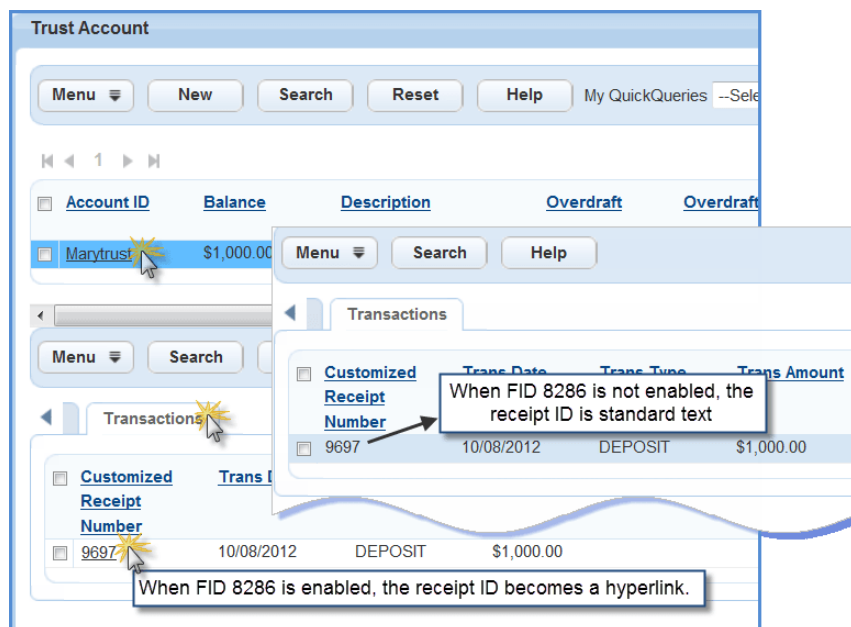 Trust Account
Menu New Search Reset Help My QuickQueries --Sele
1
Account ID Balance Description Overdraft Overdraft
Marytrust $1,000.00
Menu Search Help
Transactions
Customized Receipt Number Trans Date Trans Type Trans Amount
When FID 8286 is not enabled, the
receipt ID is standard text
9697 10/08/2012 DEPOSIT $1,000.00
Menu Search
Transactions
Customized Receipt Number Trans D
9697 10/08/2012 DEPOSIT $1,000.00
When FID 8286 is enabled, the receipt ID becomes a hyperlink.